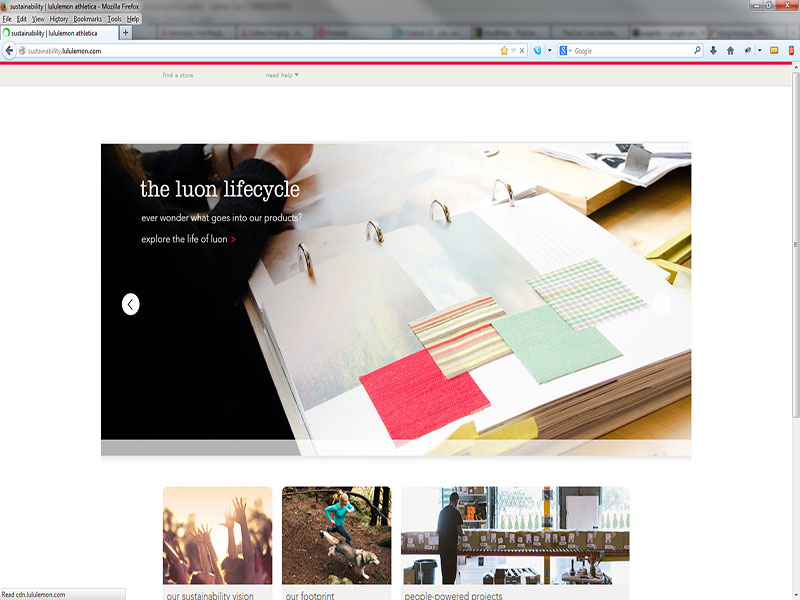 sustainability | lululemon athletica - Mozilla Firefox
File Edit View History Bookmarks Tools Help
sustainability | lululemon athletica
sustainability.lululemon.com
Google
find a store
need help
the luon lifecycle
ever wonder what goes into our products?
explore the life of luon >
our sustainability vision
our footprint
people-powered projects
Read cdn.lululemon.com